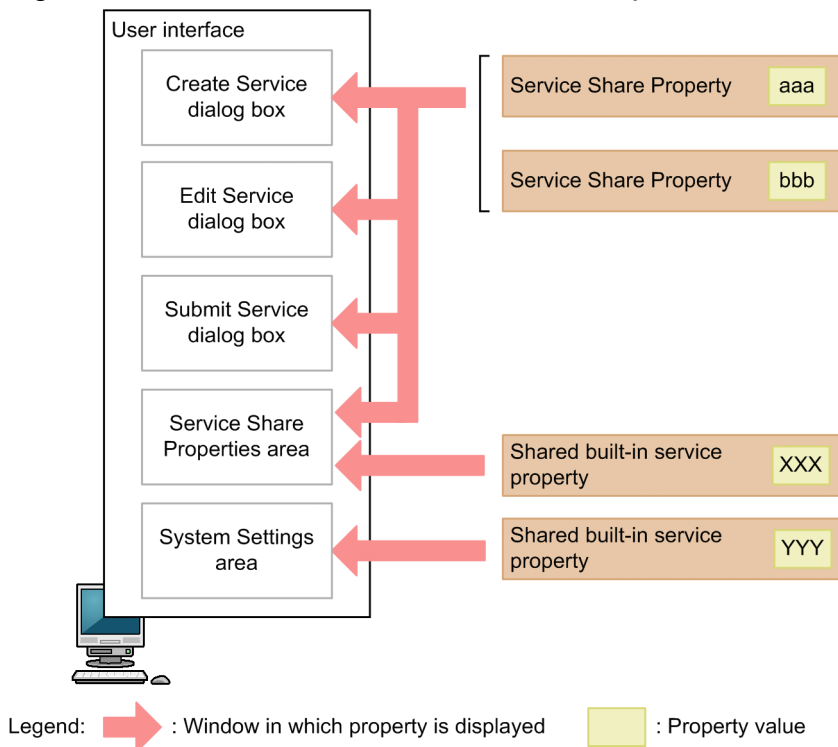 User interface
Create Service
dialog box
Edit Service
dialog box
Submit Service
dialog box
Service Share
Properties area
System Settings
area
Service Share Property aaa
Service Share Property bbb
Shared built-in service
property
XXX
Shared built-in service
property
YYY
Legend: : Window in which property is displayed : Property value